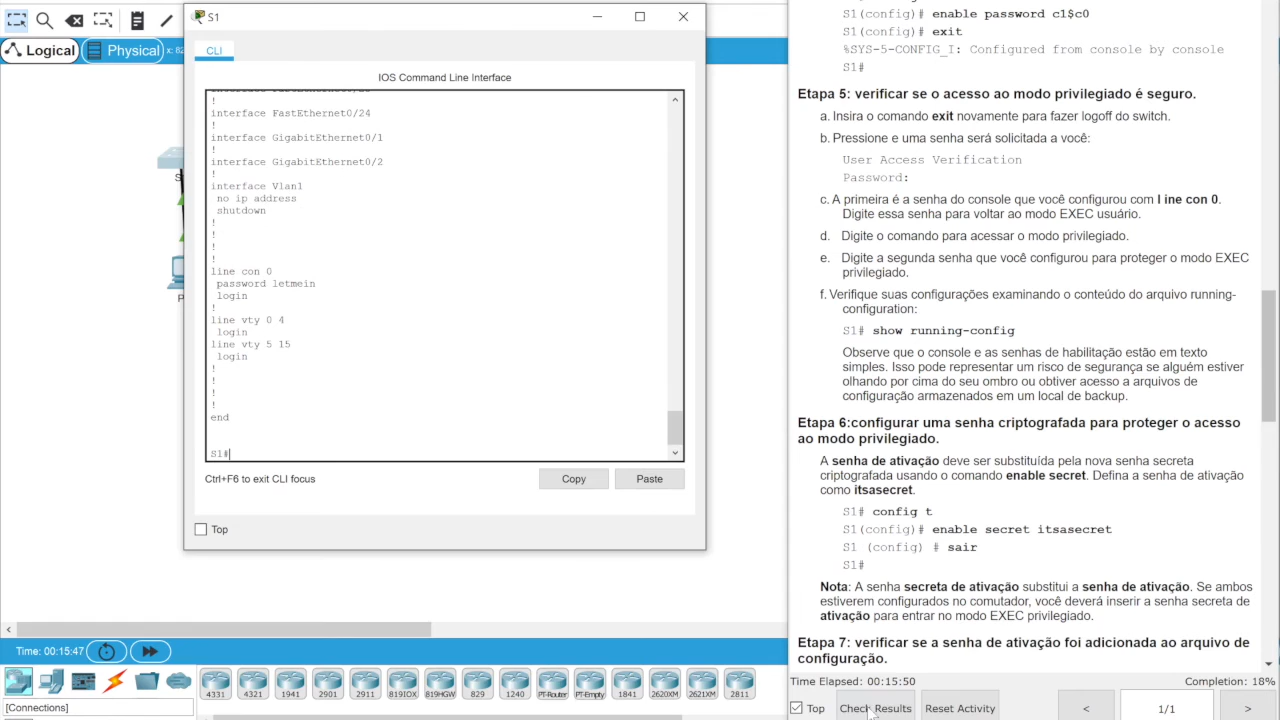 S1
Logical
Physical
x: 82
CLI
IOS Command Line Interface
!
interface FastEthernet0/24
!
interface GigabitEthernet0/1
!
interface GigabitEthernet0/2
!
interface Vlan1
no ip address
shutdown
!
!
!
!
line con 0
password letmein
login
!
line vty 0 4
login
line vty 5 15
login
!
!
!
!
end
S1#
Ctrl+F6 to exit CLI focus
Copy
Paste
Top
Time: 00:15:47
4331
4321
1941
2901
2911
819IOX
819HGW
829
1240
PT-Router
PT-Empty
1841
2620XM
2621XM
2811
[Connections]
S1(config)# enable password c1$c0
S1(config)# exit
%SYS-5-CONFIG_I: Configured from console by console
S1#
Etapa 5: verificar se o acesso ao modo privilegiado é seguro.
a. Insira o comando exit novamente para fazer logoff do switch.
b. Pressione e uma senha será solicitada a você:
User Access Verification
Password:
c. A primeira é a senha do console que você configurou com l ine con 0.
Digite essa senha para voltar ao modo EXEC usuário.
d. Digite o comando para acessar o modo privilegiado.
e. Digite a segunda senha que você configurou para proteger o modo EXEC
privilegiado.
f. Verifique suas configurações examinando o conteúdo do arquivo running-
configuration:
S1# show running-config
Observe que o console e as senhas de habilitação estão em texto
simples. Isso pode representar um risco de segurança se alguém estiver
olhando por cima do seu ombro ou obtiver acesso a arquivos de
configuração armazenados em um local de backup.
Etapa 6:configurar uma senha criptografada para proteger o acesso
ao modo privilegiado.
A senha de ativação deve ser substituída pela nova senha secreta
criptografada usando o comando enable secret. Defina a senha de ativação
como itsasecret.
S1# config t
S1(config)# enable secret itsasecret
S1 (config) # sair
S1#
Nota: A senha secreta de ativação substitui a senha de ativação. Se ambos
estiverem configurados no comutador, você deverá inserir a senha secreta de
ativação para entrar no modo EXEC privilegiado.
Etapa 7: verificar se a senha de ativação foi adicionada ao arquivo de
configuração.
Time Elapsed: 00:15:50
Completion: 18%
Top
Check Results
Reset Activity
<
1/1
>